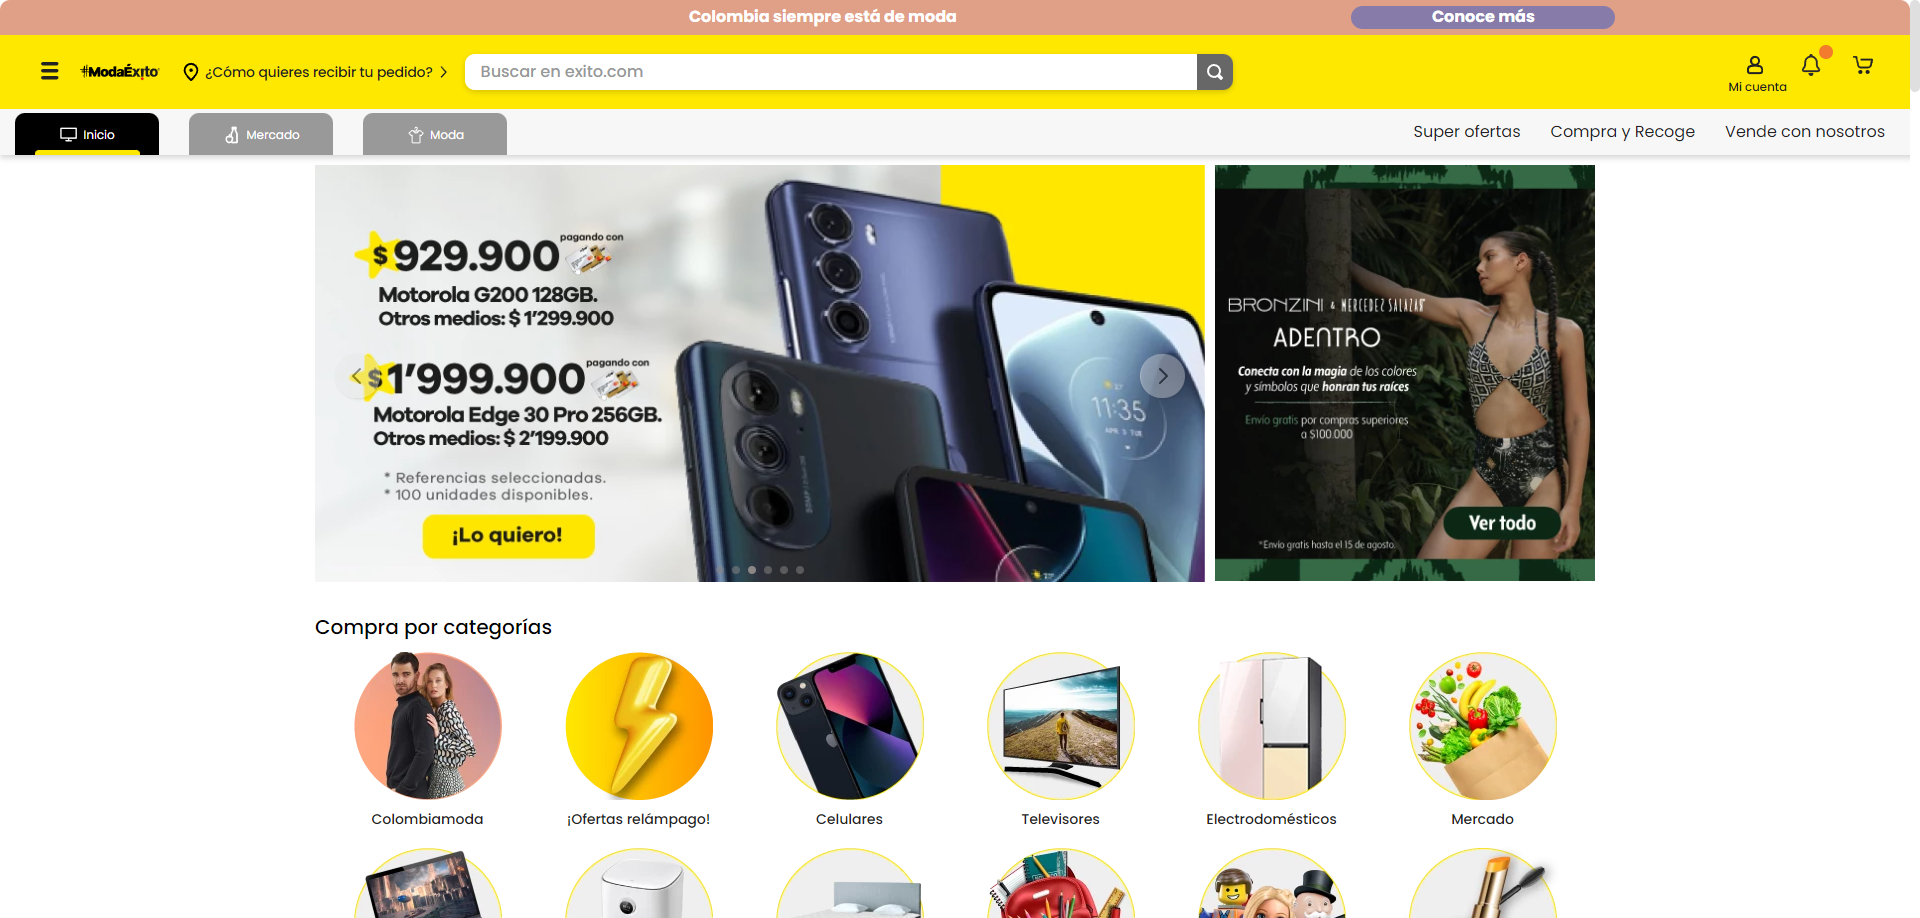 Colombia siempre está de moda
Conoce más
#ModaÉxito
¿Cómo quieres recibir tu pedido?
Buscar en exito.com
Mi cuenta
Inicio
Mercado
Moda
Super ofertas
Compra y Recoge
Vende con nosotros
$ 929.900
pagando con
Motorola G200 128GB.
Otros medios: $ 1'299.900
$ 1'999.900
pagando con
Motorola Edge 30 Pro 256GB.
Otros medios: $ 2'199.900
* Referencias seleccionadas.
* 100 unidades disponibles.
¡Lo quiero!
11:35
APR 5 TUE
BRONZINI & MERCEDEZ SALAZAR
ADENTRO
Conecta con la magia de los colores
y símbolos que honran tus raíces
Envío gratis por compras superiores
a $100.000
Ver todo
*Envío gratis hasta el 15 de agosto.
Compra por categorías
Colombiamoda
¡Ofertas relámpago!
Celulares
Televisores
Electrodomésticos
Mercado